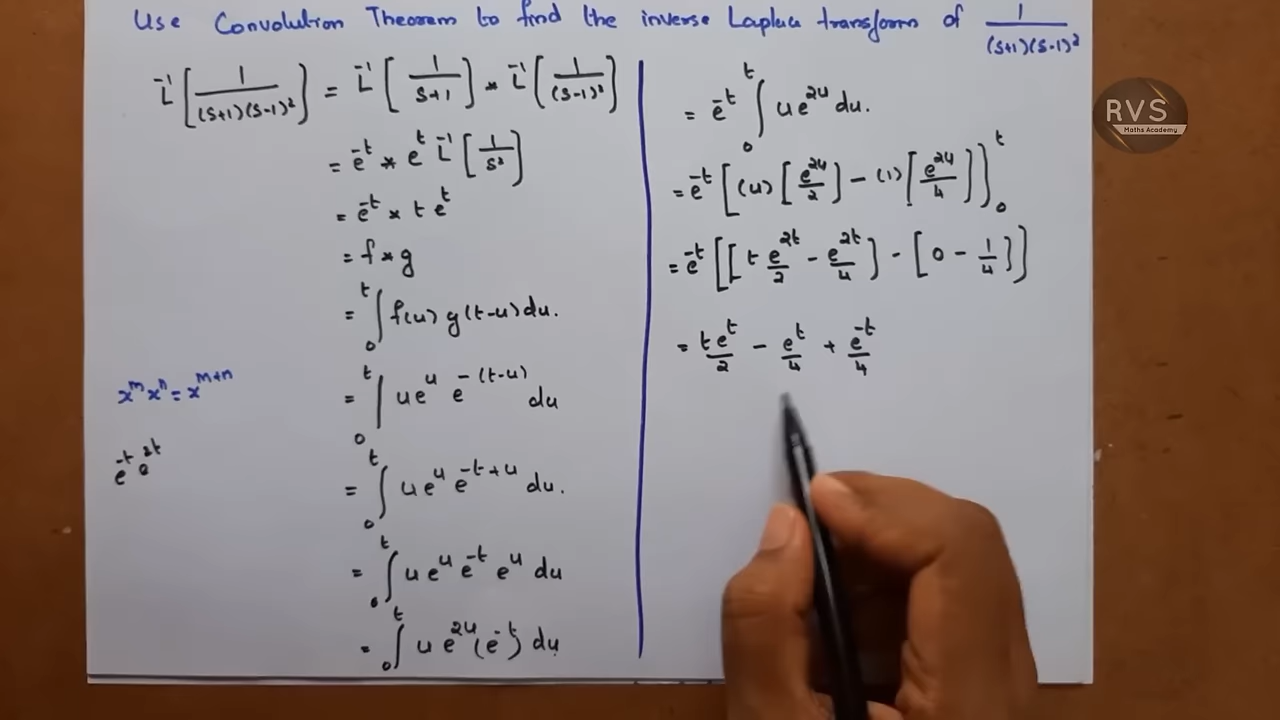 Use Convolution Theorem to find the inverse Laplace transform of 1/((s+1)(s-1)²)
L⁻¹[1/((s+1)(s-1)²)] = L⁻¹[1/(s+1)] * L⁻¹[1/(s-1)²]
= e⁻ᵗ * eᵗ L⁻¹[1/s²]
= e⁻ᵗ * t eᵗ
= f * g
= ∫₀ᵗ f(u) g(t-u) du.
xᵐ xⁿ = xᵐ⁺ⁿ
= ∫₀ᵗ u eᵘ e^-(t-u) du
e⁻ᵗ e²ᵗ
= ∫₀ᵗ u eᵘ e^(-t+u) du.
= ∫₀ᵗ u eᵘ e⁻ᵗ eᵘ du
= ∫₀ᵗ u e²ᵘ (e⁻ᵗ) du
= e⁻ᵗ ∫₀ᵗ u e²ᵘ du.
= e⁻ᵗ [(u) [e²ᵘ/2] - (1) [e²ᵘ/4]]₀ᵗ
= e⁻ᵗ [[t e²ᵗ/2 - e²ᵗ/4] - [0 - 1/4]]
= t eᵗ/2 - eᵗ/4 + e⁻ᵗ/4
RVS
Maths Academy